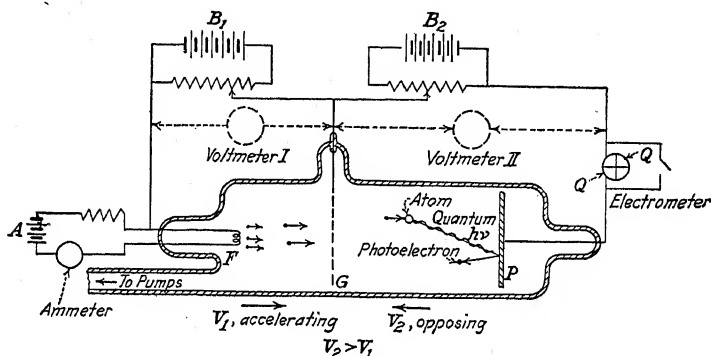 B₁
B₂
Voltmeter I
Voltmeter II
Q
Q
Electrometer
A
Atom
Quantum
hν
Photoelectron
F
G
P
To Pumps
Ammeter
V₁, accelerating
V₂, opposing
V₂>V₁